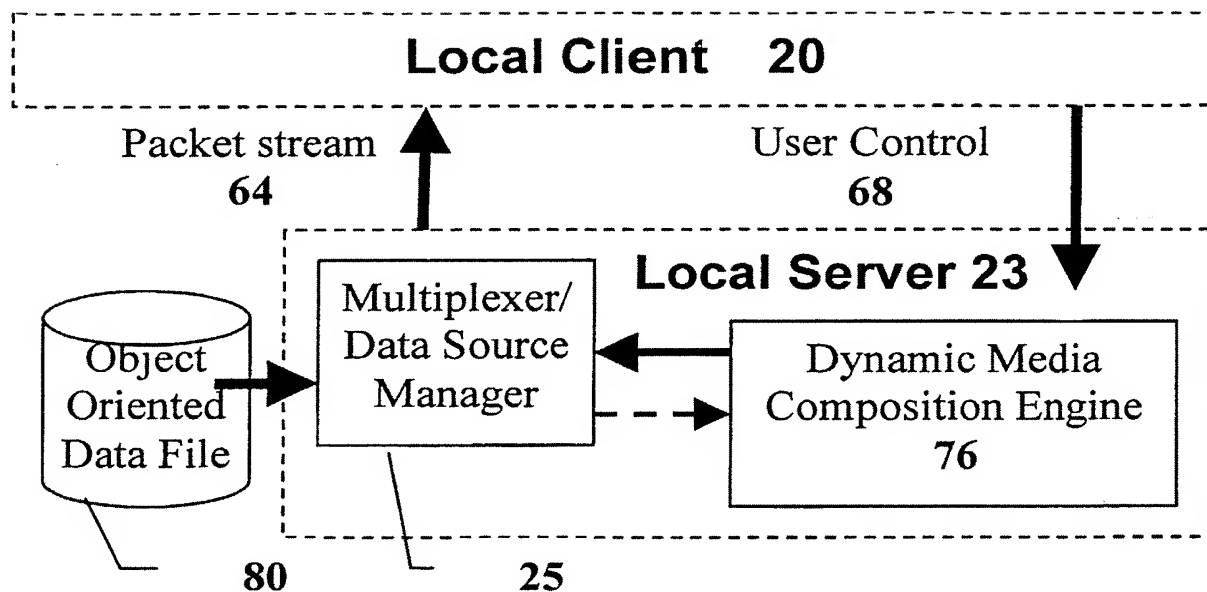 Local Client 20
Packet stream
64
User Control
68
Local Server 23
Multiplexer/
Data Source
Manager
Object
Oriented
Data File
Dynamic Media
Composition Engine
76
80
25